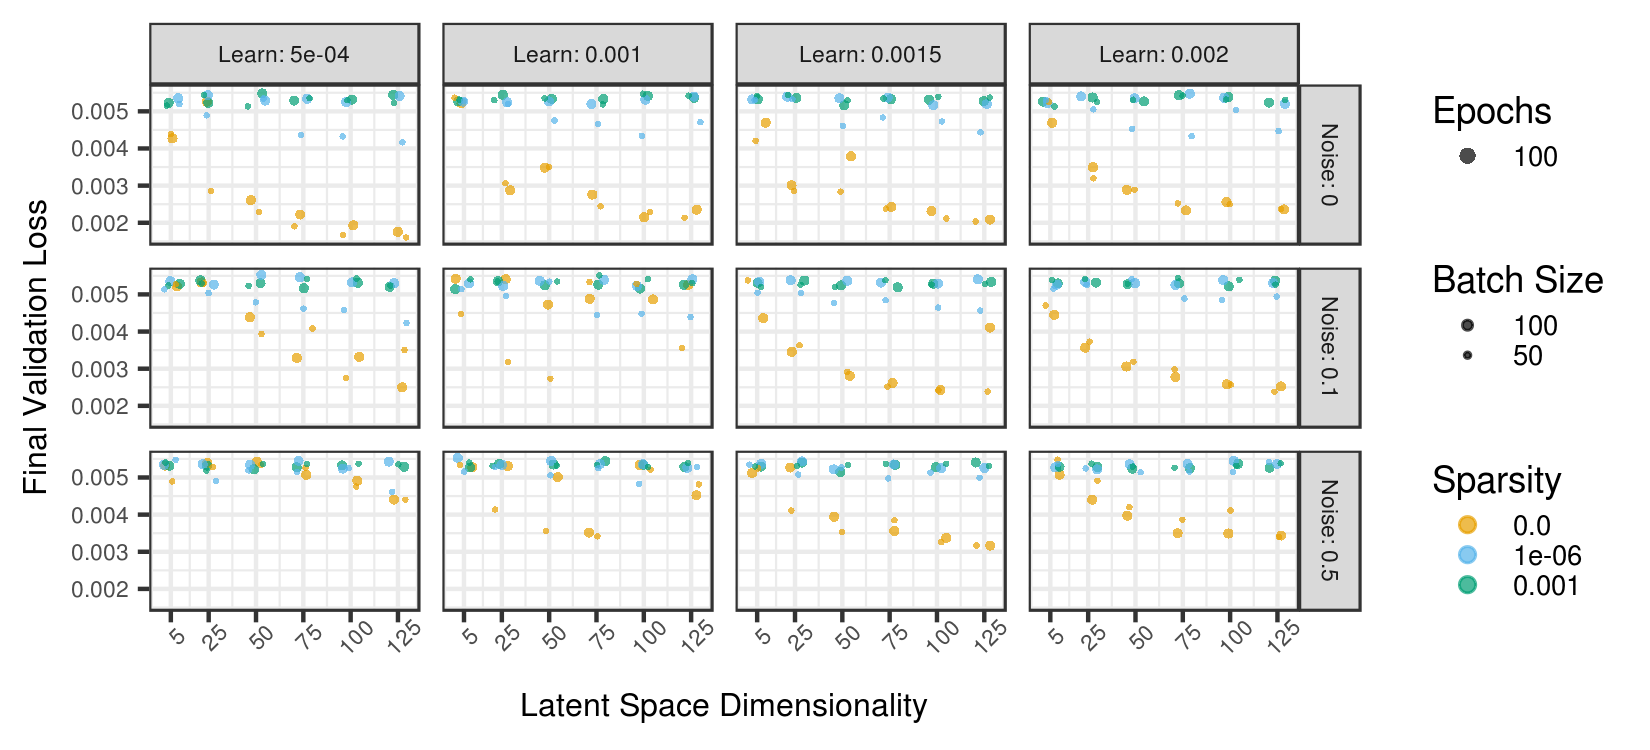 Learn: 5e-04
Learn: 0.001
Learn: 0.0015
Learn: 0.002
Final Validation Loss
0.005
0.004
0.003
0.002
Noise: 0
0.005
0.004
0.003
0.002
Noise: 0.1
0.005
0.004
0.003
0.002
Noise: 0.5
5 25 50 75 100 125
5 25 50 75 100 125
5 25 50 75 100 125
5 25 50 75 100 125
Latent Space Dimensionality
Epochs
100
Batch Size
100
50
Sparsity
0.0
1e-06
0.001